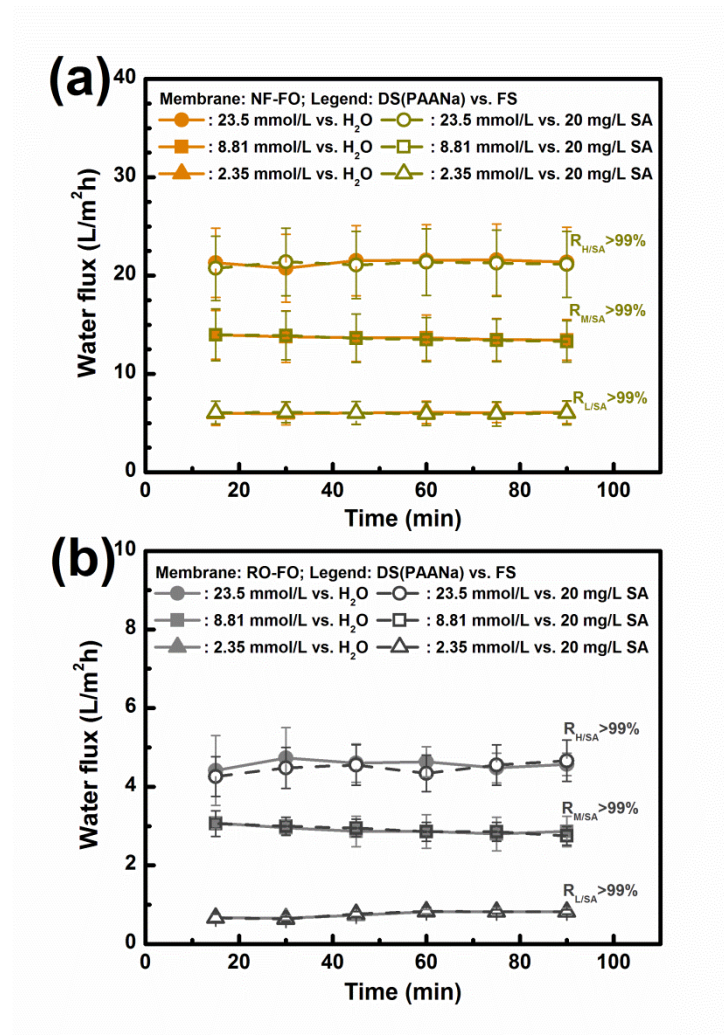 (a)
Membrane: NF-FO; Legend: DS(PAANa) vs. FS
: 23.5 mmol/L vs. H₂O : 23.5 mmol/L vs. 20 mg/L SA
: 8.81 mmol/L vs. H₂O : 8.81 mmol/L vs. 20 mg/L SA
: 2.35 mmol/L vs. H₂O : 2.35 mmol/L vs. 20 mg/L SA
R_H/SA>99%
R_M/SA>99%
R_L/SA>99%
Water flux (L/m²h)
40
30
20
10
0
0 20 40 60 80 100
Time (min)
(b)
Membrane: RO-FO; Legend: DS(PAANa) vs. FS
: 23.5 mmol/L vs. H₂O : 23.5 mmol/L vs. 20 mg/L SA
: 8.81 mmol/L vs. H₂O : 8.81 mmol/L vs. 20 mg/L SA
: 2.35 mmol/L vs. H₂O : 2.35 mmol/L vs. 20 mg/L SA
R_H/SA>99%
R_M/SA>99%
R_L/SA>99%
Water flux (L/m²h)
10
8
6
4
2
0
0 20 40 60 80 100
Time (min)